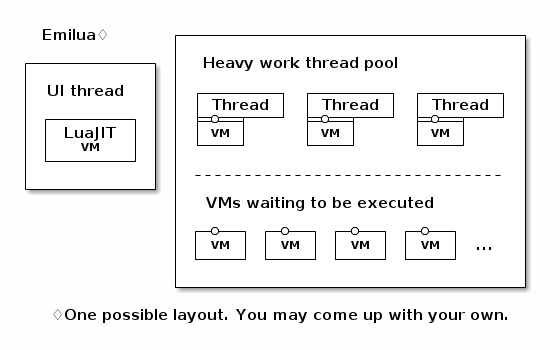 Emilua♢
UI thread
LuaJIT
VM
Heavy work thread pool
Thread
VM
Thread
VM
Thread
VM
VMs waiting to be executed
VM
VM
VM
VM
...
♢One possible layout. You may come up with your own.